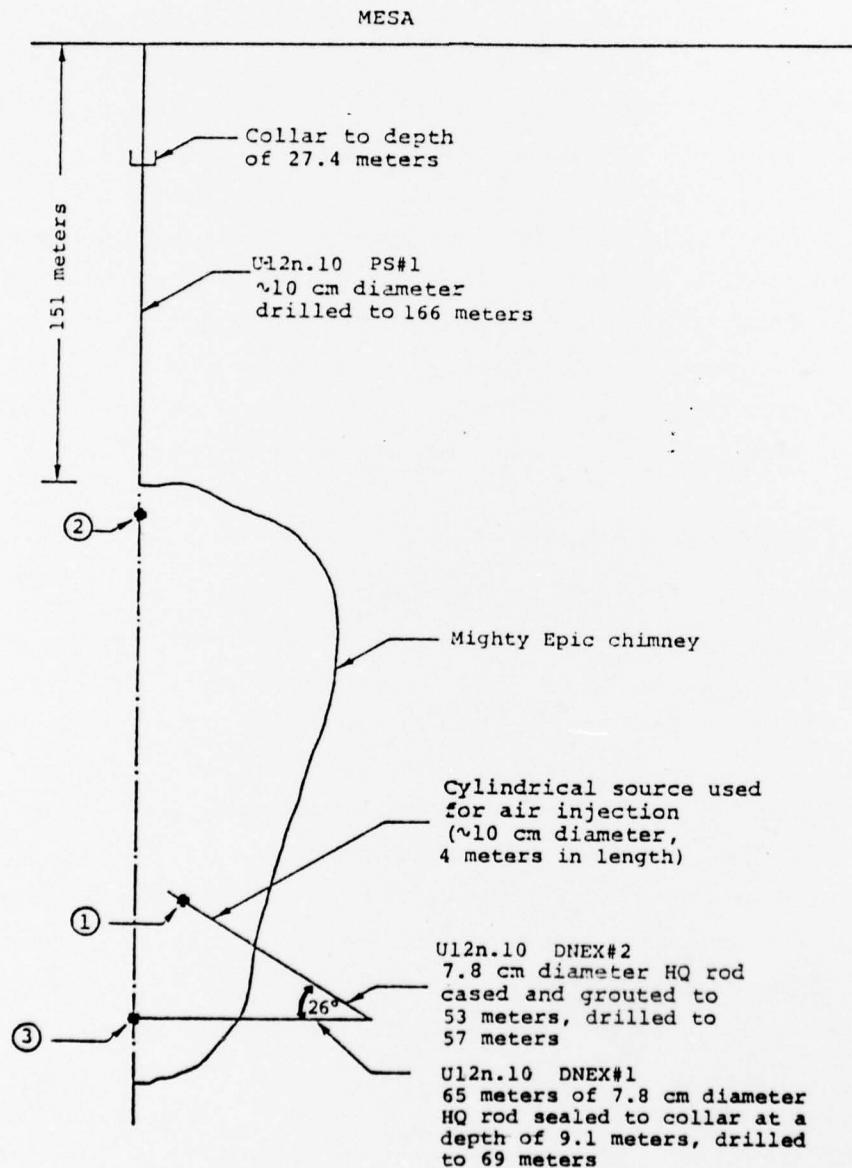 MESA
Collar to depth
of 27.4 meters
151 meters
U12n.10 PS#1
~10 cm diameter
drilled to 166 meters
2
Mighty Epic chimney
Cylindrical source used
for air injection
(~10 cm diameter,
4 meters in length)
1
U12n.10 DNEX#2
7.8 cm diameter HQ rod
cased and grouted to
53 meters, drilled to
57 meters
26°
3
U12n.10 DNEX#1
65 meters of 7.8 cm diameter
HQ rod sealed to collar at a
depth of 9.1 meters, drilled
to 69 meters